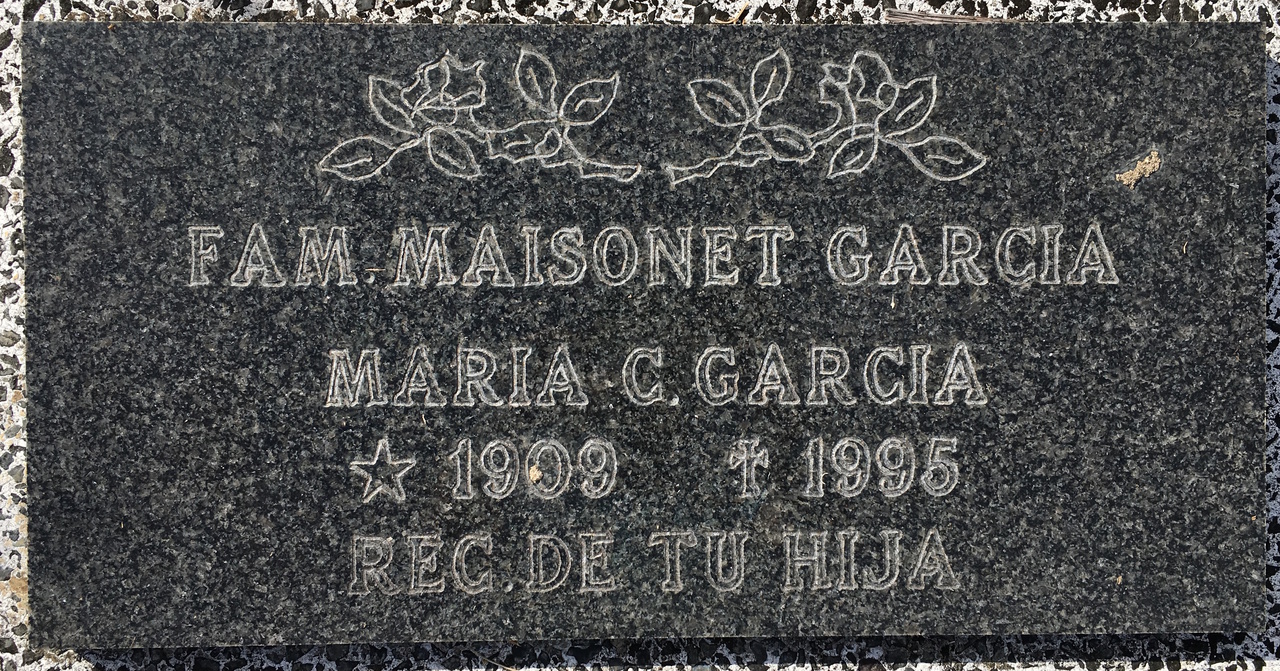 FAM. MAISONET GARCIA
MARIA C. GARCIA
☆ 1909 ✝ 1995
REC. DE TU HIJA